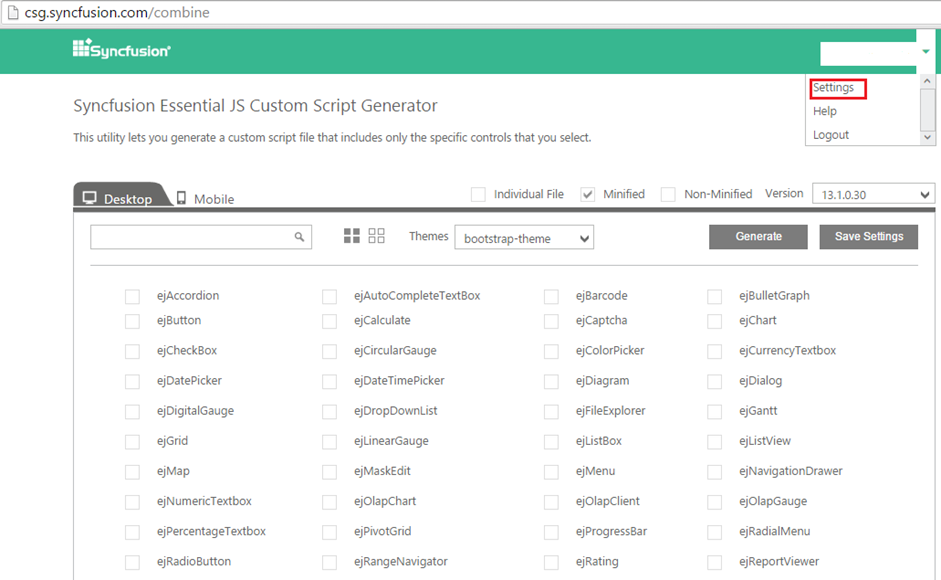 csg.syncfusion.com/combine
Syncfusion
Settings
Help
Logout
Syncfusion Essential JS Custom Script Generator
This utility lets you generate a custom script file that includes only the specific controls that you select.
Desktop Mobile Individual File Minified Non-Minified Version 13.1.0.30
Themes bootstrap-theme Generate Save Settings
ejAccordion ejAutoCompleteTextBox ejBarcode ejBulletGraph
ejButton ejCalculate ejCaptcha ejChart
ejCheckBox ejCircularGauge ejColorPicker ejCurrencyTextbox
ejDatePicker ejDateTimePicker ejDiagram ejDialog
ejDigitalGauge ejDropDownList ejFileExplorer ejGantt
ejGrid ejLinearGauge ejListBox ejListView
ejMap ejMaskEdit ejMenu ejNavigationDrawer
ejNumericTextbox ejOlapChart ejOlapClient ejOlapGauge
ejPercentageTextbox ejPivotGrid ejProgressBar ejRadialMenu
ejRadioButton ejRangeNavigator ejRating ejReportViewer